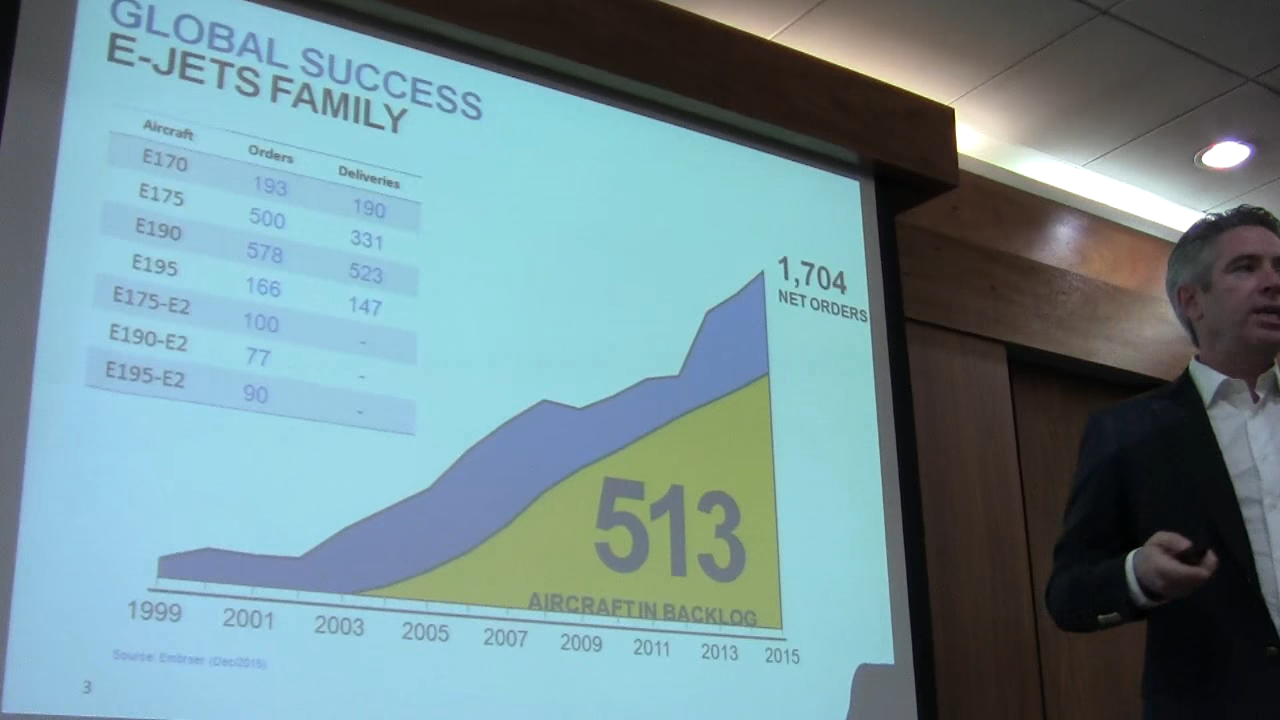 GLOBAL SUCCESS
E-JETS FAMILY
Aircraft Orders Deliveries
E170 193 190
E175 500 331
E190 578 523
E195 166 147
E175-E2 100 -
E190-E2 77 -
E195-E2 90 -
1,704
NET ORDERS
513
AIRCRAFT IN BACKLOG
1999 2001 2003 2005 2007 2009 2011 2013 2015
Source: Embraer (Dec/2015)
3